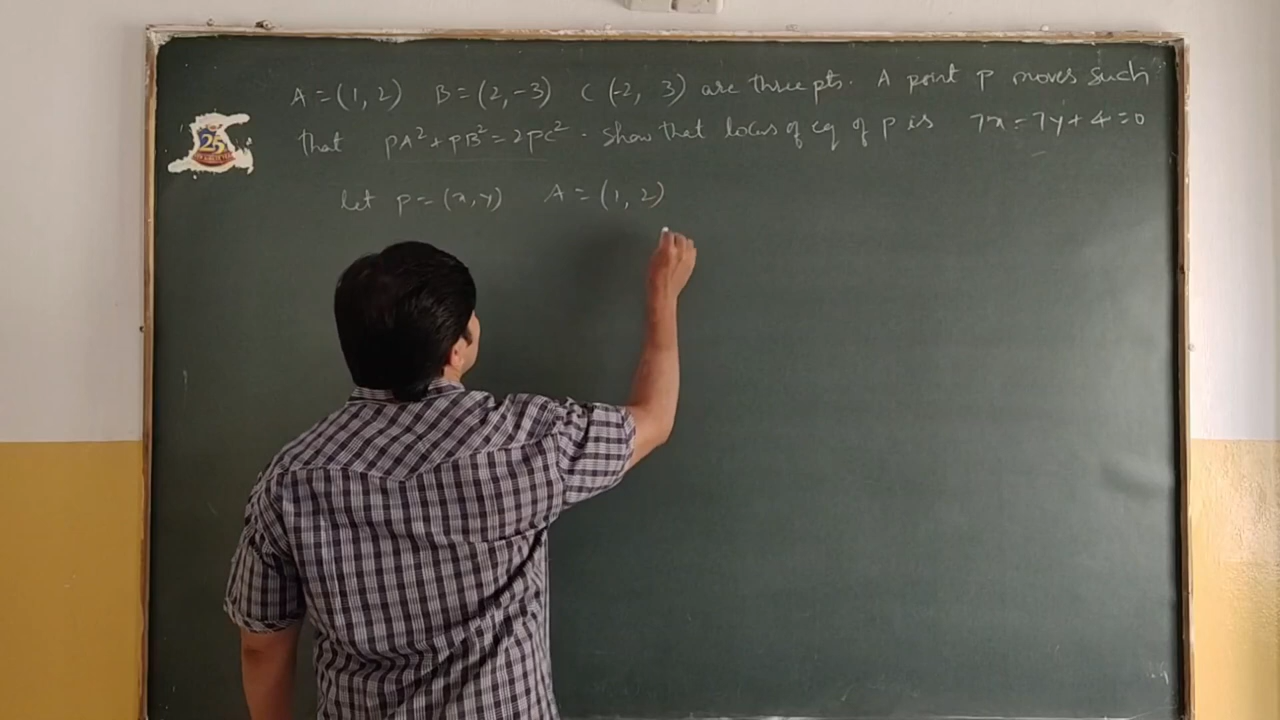 A = (1, 2) B = (2, -3) C (-2, 3) are three pts. A point P moves such
that PA² + PB² = 2PC². Show that locus of eq of P is 7x = 7y + 4 = 0
25
let P = (x, y) A = (1, 2)